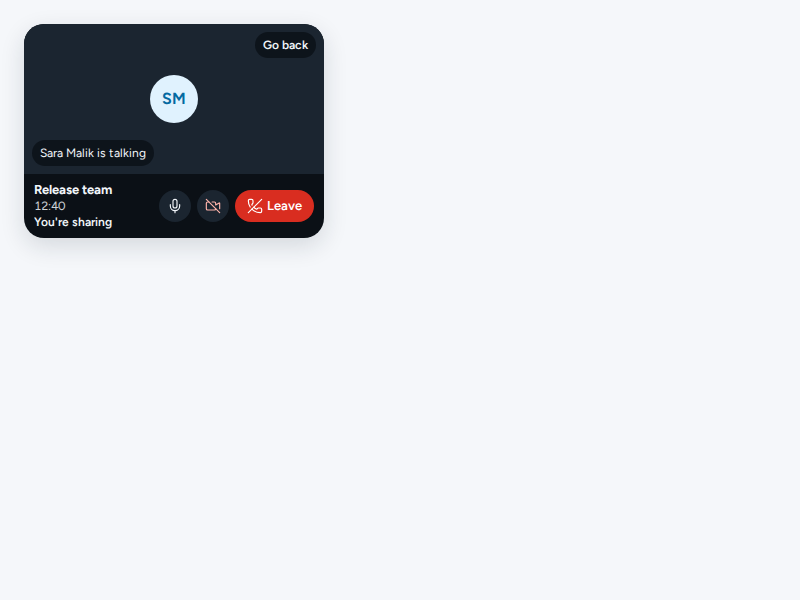 Go back
SM
Sara Malik is talking
Release team
12:40
You're sharing
Leave